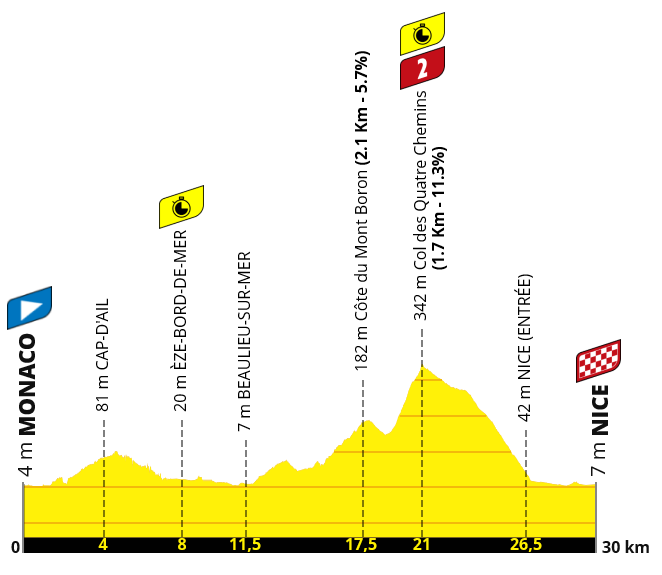 4 m MONACO
81 m CAP-D'AIL
20 m ÈZE-BORD-DE-MER
7 m BEAULIEU-SUR-MER
182 m Côte du Mont Boron (2.1 Km - 5.7%)
2
342 m Col des Quatre Chemins
(1.7 Km - 11.3%)
42 m NICE (ENTRÉE)
7 m NICE
0 4 8 11,5 17,5 21 26,5 30 km